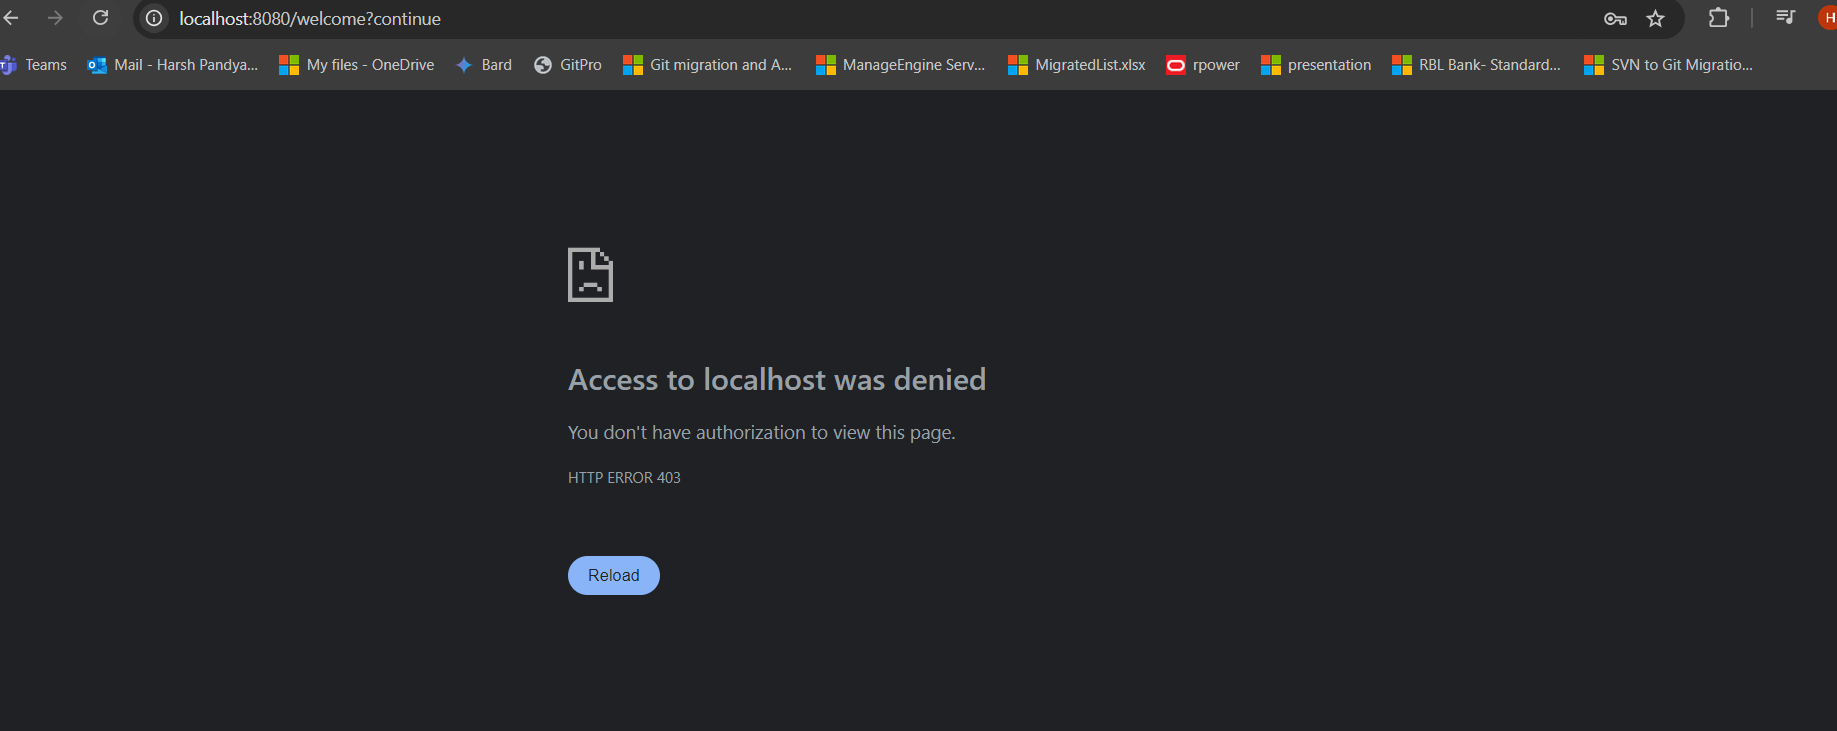 localhost:8080/welcome?continue
H
Teams Mail - Harsh Pandya... My files - OneDrive Bard GitPro Git migration and A... ManageEngine Serv... MigratedList.xlsx rpower presentation RBL Bank- Standard... SVN to Git Migratio...
Access to localhost was denied
You don't have authorization to view this page.
HTTP ERROR 403
Reload